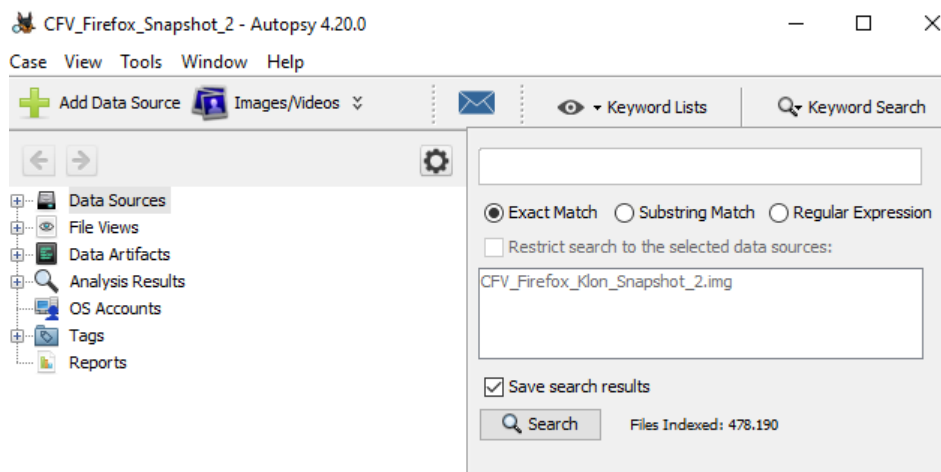 CFV_Firefox_Snapshot_2 - Autopsy 4.20.0
Case View Tools Window Help
Add Data Source Images/Videos Keyword Lists Keyword Search
Data Sources
File Views
Data Artifacts
Analysis Results
OS Accounts
Tags
Reports
Exact Match Substring Match Regular Expression
Restrict search to the selected data sources:
CFV_Firefox_Klon_Snapshot_2.img
Save search results
Search Files Indexed: 478.190